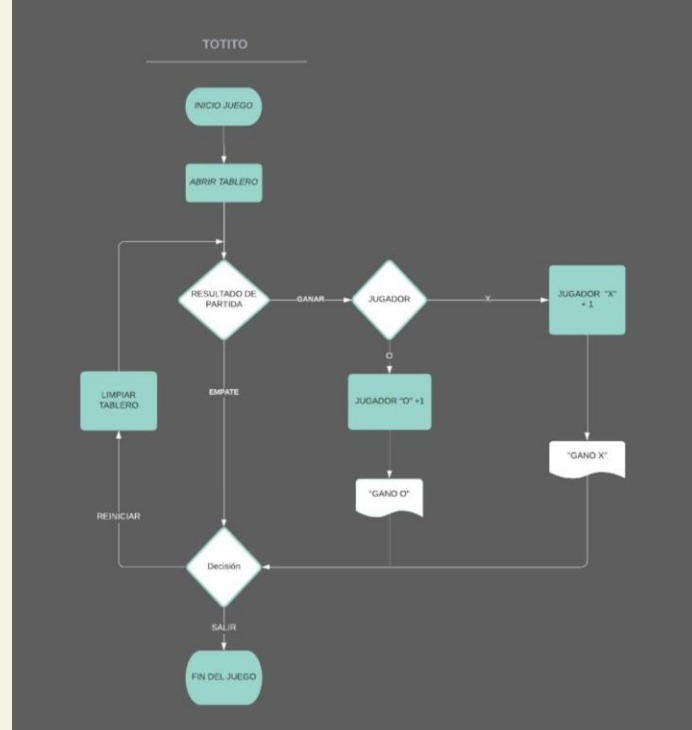 TOTITO
INICIO JUEGO
ABRIR TABLERO
RESULTADO DE
PARTIDA
GANAR
JUGADOR
X
JUGADOR "X"
+ 1
O
JUGADOR "O" +1
EMPATE
LIMPIAR
TABLERO
"GANO X"
"GANO O"
REINICIAR
Decisión
SALIR
FIN DEL JUEGO